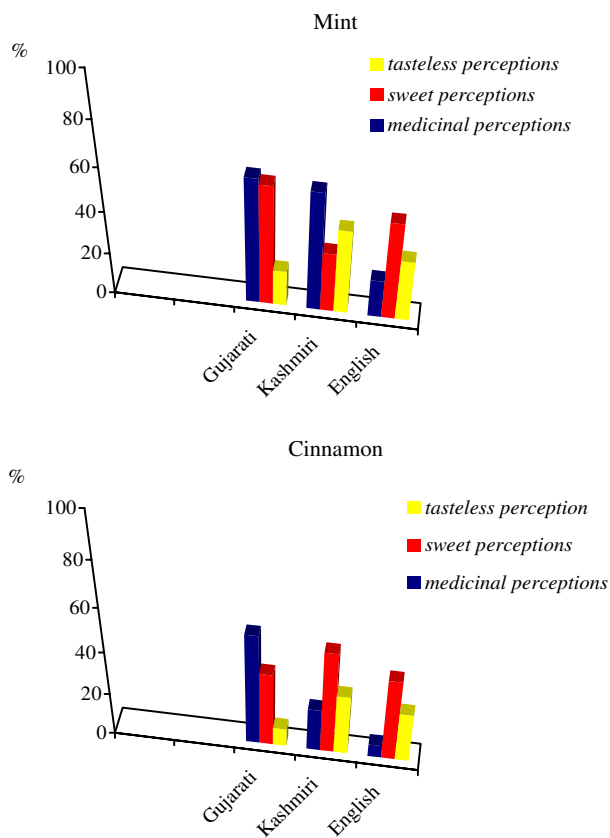 Mint
%
100
80
60
40
20
0
tasteless perceptions
sweet perceptions
medicinal perceptions
Gujarati
Kashmiri
English
Cinnamon
%
100
80
60
40
20
0
tasteless perception
sweet perceptions
medicinal perceptions
Gujarati
Kashmiri
English